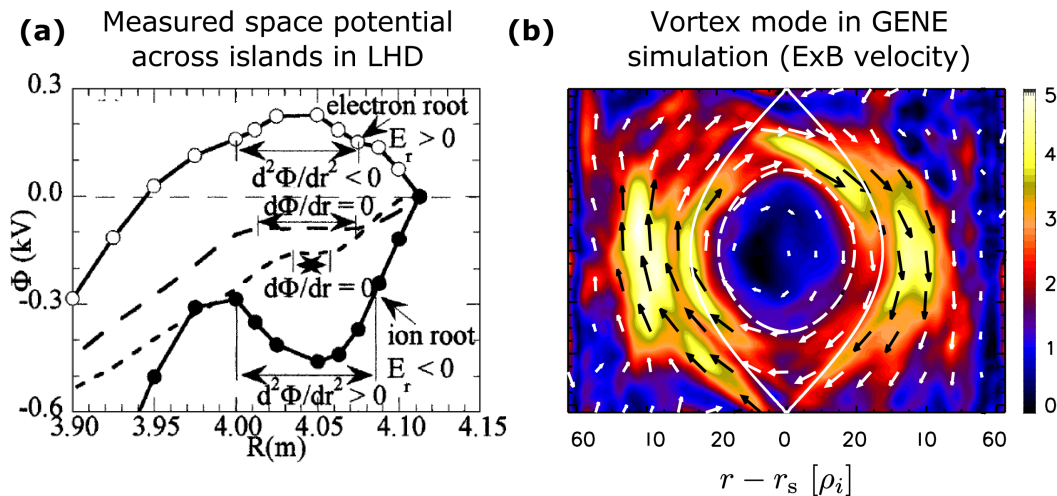 (a) Measured space potential
across islands in LHD
0.3
0.0
-0.3
-0.6
Φ (kV)
electron root
E_r > 0
d²Φ/dr² < 0
dΦ/dr = 0
dΦ/dr = 0
ion root
E_r < 0
d²Φ/dr² > 0
3.90 3.95 4.00 4.05 4.11 4.15
R(m)
(b) Vortex mode in GENE
simulation (ExB velocity)
5
4
3
2
1
0
60 10 20 0 20 10 60
r − r_s [ρ_i]